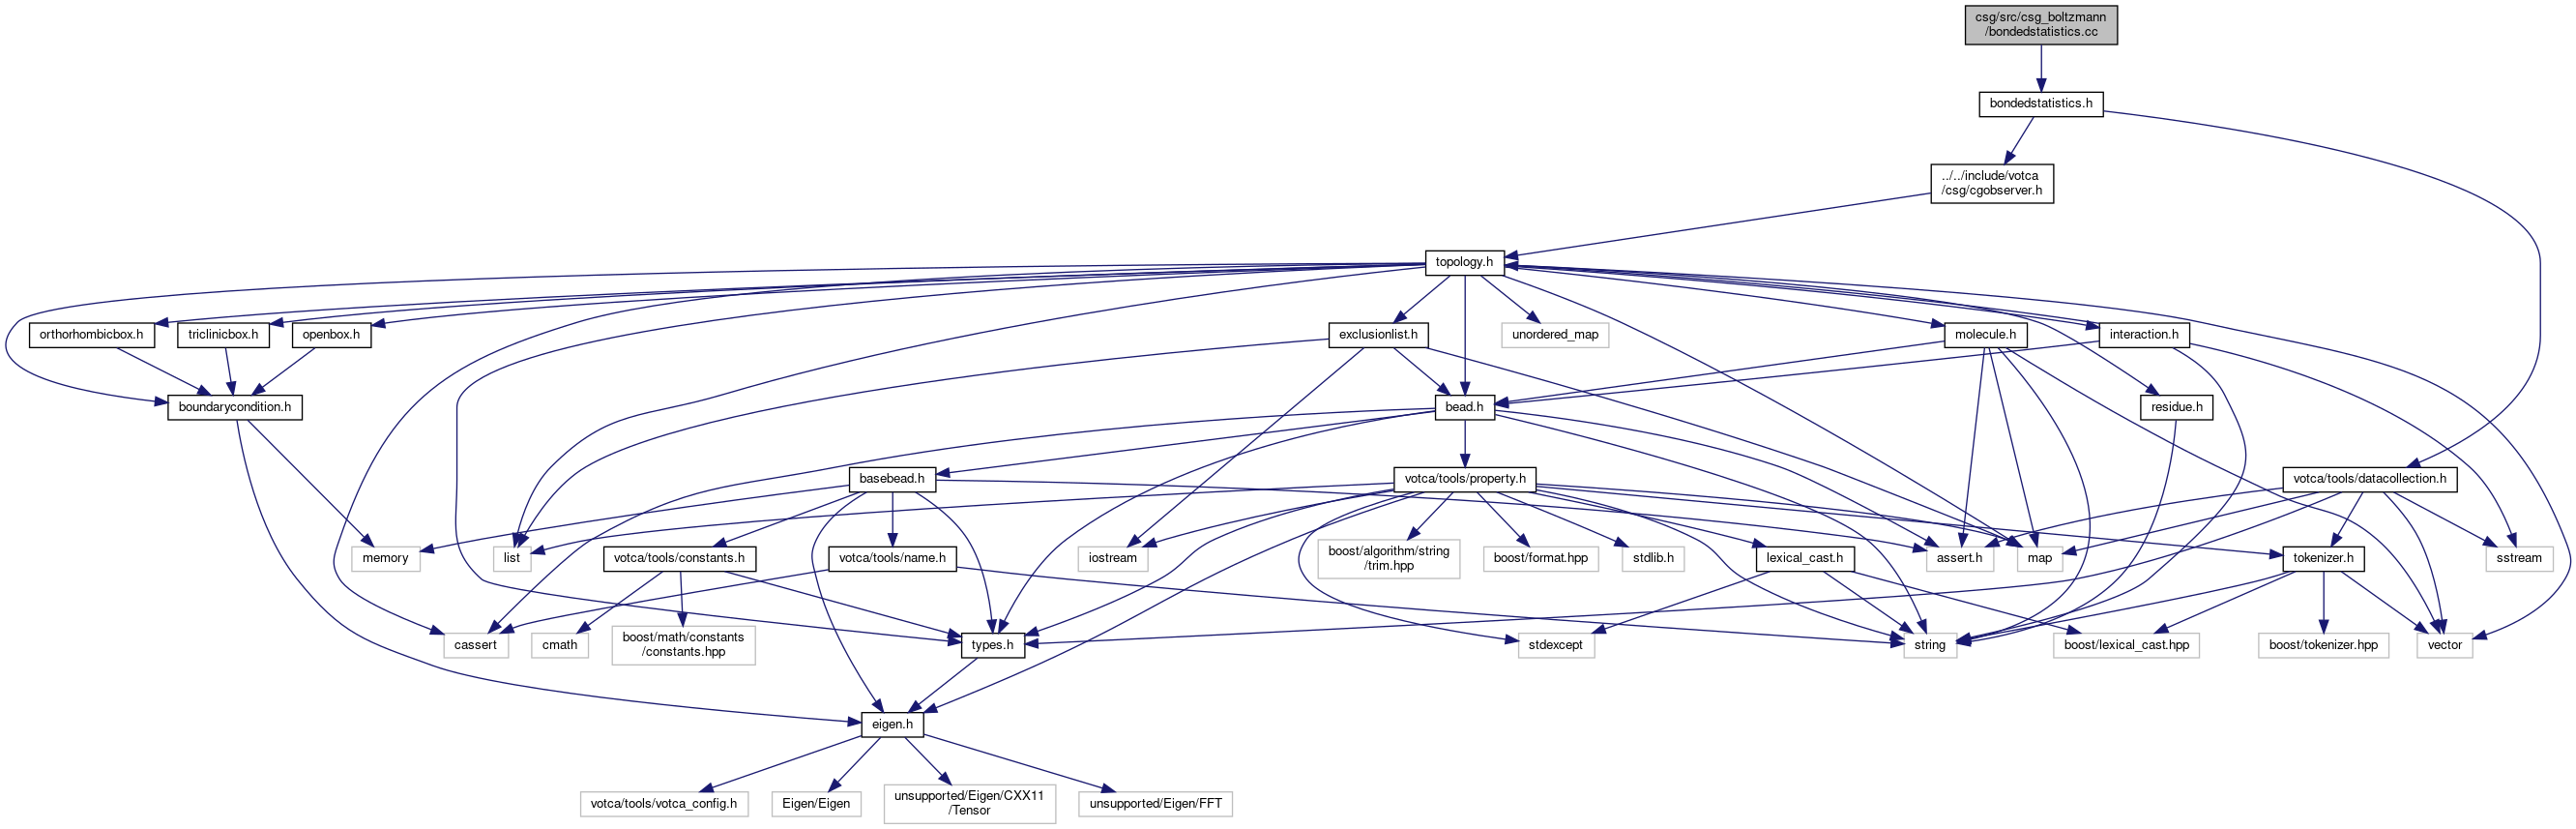 csg/src/csg_boltzmann
/bondedstatistics.cc
bondedstatistics.h
../../include/votca
/csg/cgobserver.h
topology.h
orthorhombicbox.h
triclinicbox.h
openbox.h
exclusionlist.h
unordered_map
molecule.h
interaction.h
boundarycondition.h
bead.h
residue.h
basebead.h
votca/tools/property.h
votca/tools/datacollection.h
memory
list
votca/tools/constants.h
votca/tools/name.h
iostream
boost/algorithm/string
/trim.hpp
boost/format.hpp
stdlib.h
lexical_cast.h
assert.h
map
tokenizer.h
sstream
cassert
cmath
boost/math/constants
/constants.hpp
types.h
stdexcept
string
boost/lexical_cast.hpp
boost/tokenizer.hpp
vector
eigen.h
votca/tools/votca_config.h
Eigen/Eigen
unsupported/Eigen/CXX11
/Tensor
unsupported/Eigen/FFT